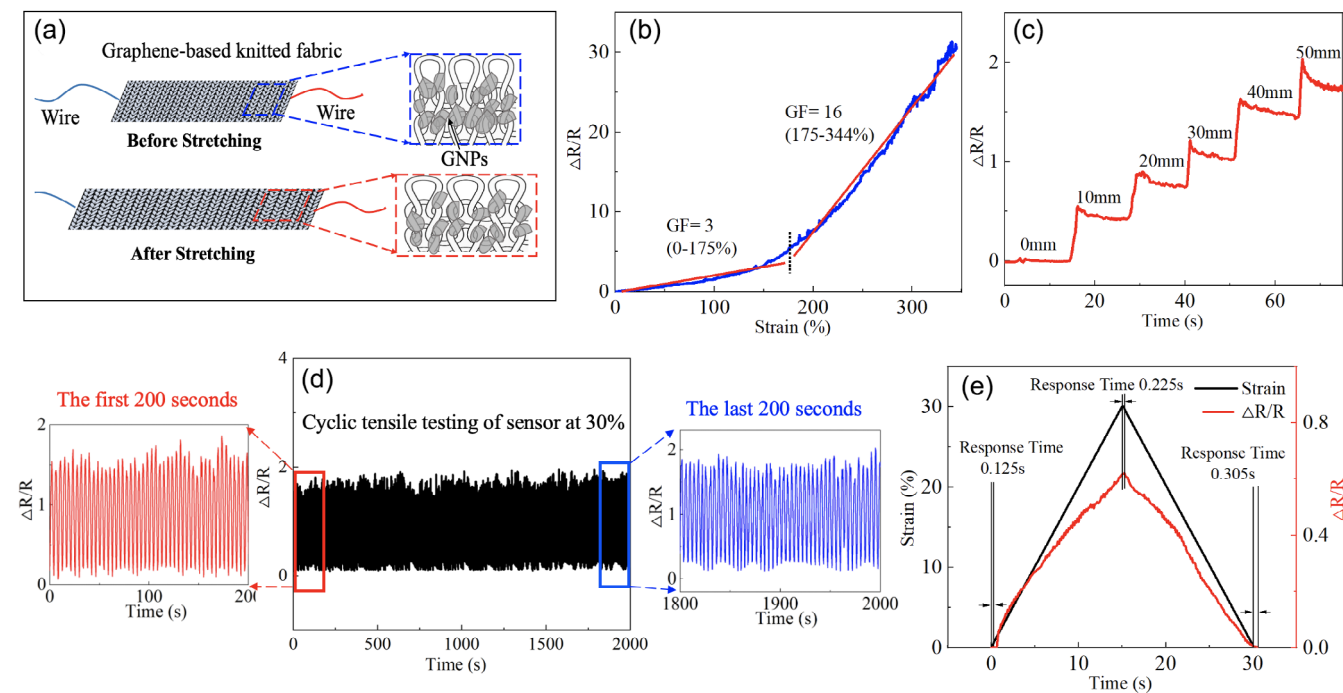 (a)
Graphene-based knitted fabric
Wire
Wire
Before Stretching
GNPs
After Stretching
(b)
30
20
10
0
ΔR/R
GF= 16
(175-344%)
GF= 3
(0-175%)
0
100
200
300
Strain (%)
(c)
2
1
0
ΔR/R
0mm
10mm
20mm
30mm
40mm
50mm
0
20
40
60
Time (s)
The first 200 seconds
2
1
0
ΔR/R
0
100
200
Time (s)
(d)
Cyclic tensile testing of sensor at 30%
4
2
0
ΔR/R
0
500
1000
1500
2000
Time (s)
The last 200 seconds
2
1
0
ΔR/R
1800
1900
2000
Time (s)
(e)
Response Time 0.225s
Strain
ΔR/R
Response Time
0.125s
Response Time
0.305s
30
20
10
0
Strain (%)
0.8
0.4
0.0
ΔR/R
0
10
20
30
Time (s)